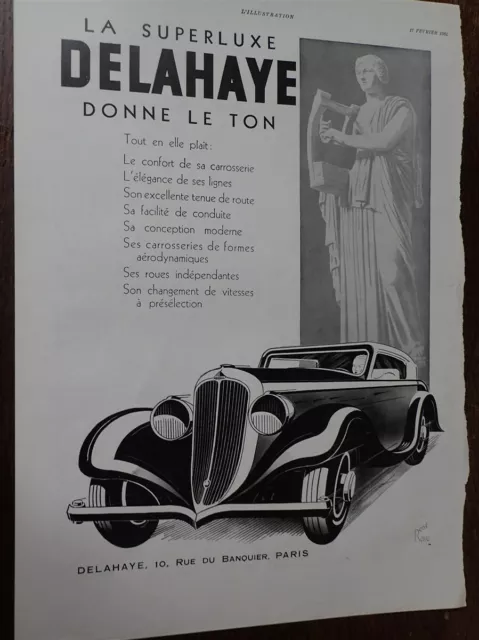 L'ILLUSTRATION
LA SUPERLUXE
DELAHAYE
DONNE LE TON
Tout en elle plaît:
Le confort de sa carrosserie
L'élégance de ses lignes
Son excellente tenue de route
Sa facilité de conduite
Sa conception moderne
Ses carrosseries de formes
aérodynamiques
Ses roues indépendantes
Son changement de vitesses
à présélection
DELAHAYE, 10, RUE DU BANQUIER, PARIS